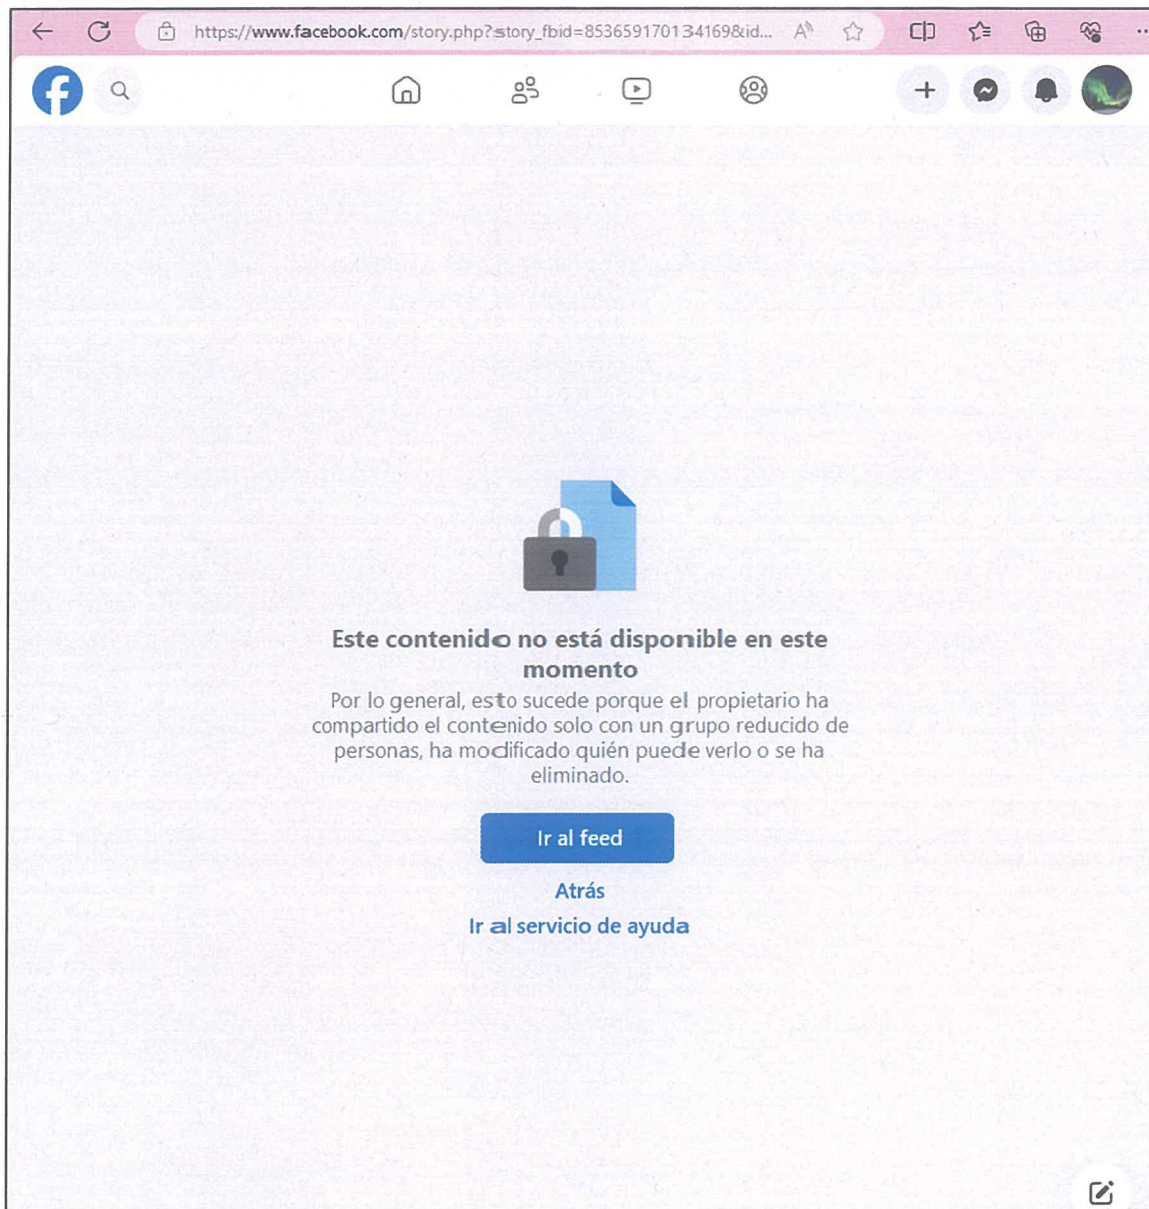 https://www.facebook.com/story.php?story_fbid=853659170134169&id...
Este contenido no está disponible en este
momento
Por lo general, esto sucede porque el propietario ha
compartido el contenido solo con un grupo reducido de
personas, ha modificado quién puede verlo o se ha
eliminado.
Ir al feed
Atrás
Ir al servicio de ayuda